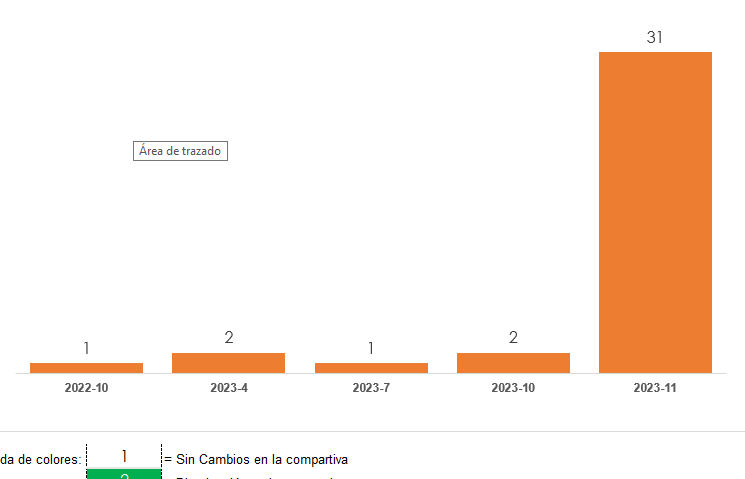 31
Área de trazado
1 2 1 2
2022-10 2023-4 2023-7 2023-10 2023-11
da de colores: 1 = Sin Cambios en la compartiva